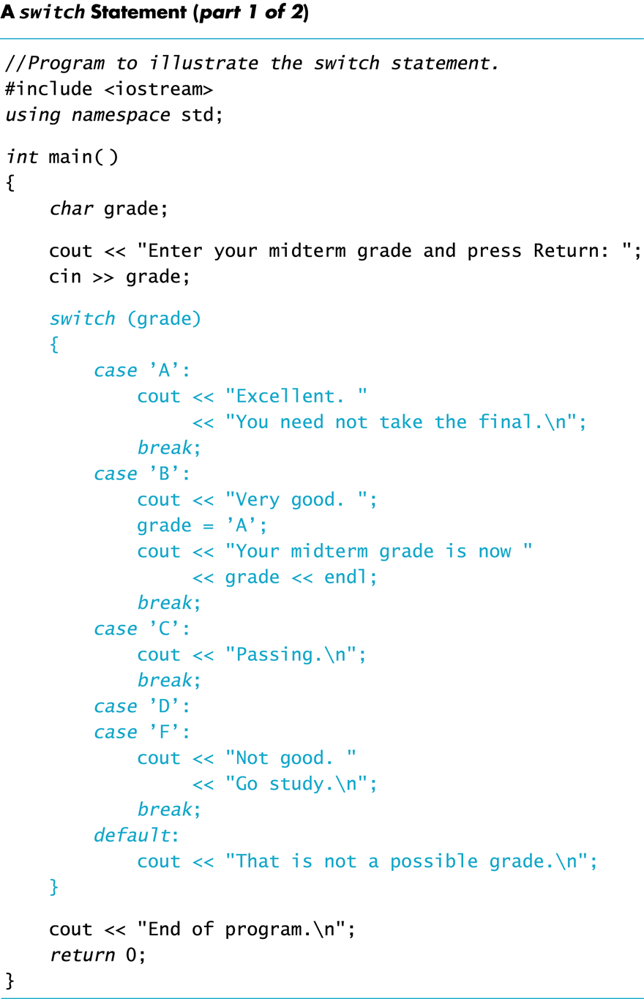 A switch Statement (part 1 of 2)
//Program to illustrate the switch statement.
#include <iostream>
using namespace std;
int main( )
{
    char grade;
    cout << "Enter your midterm grade and press Return: ";
    cin >> grade;
    switch (grade)
    {
        case ’A’:
            cout << "Excellent. "
                 << "You need not take the final.\n";
            break;
        case ’B’:
            cout << "Very good. ";
            grade = ’A’;
            cout << "Your midterm grade is now "
                 << grade << endl;
            break;
        case ’C’:
            cout << "Passing.\n";
            break;
        case ’D’:
        case ’F’:
            cout << "Not good. "
                 << "Go study.\n";
            break;
        default:
            cout << "That is not a possible grade.\n";
    }
    cout << "End of program.\n";
    return 0;
}